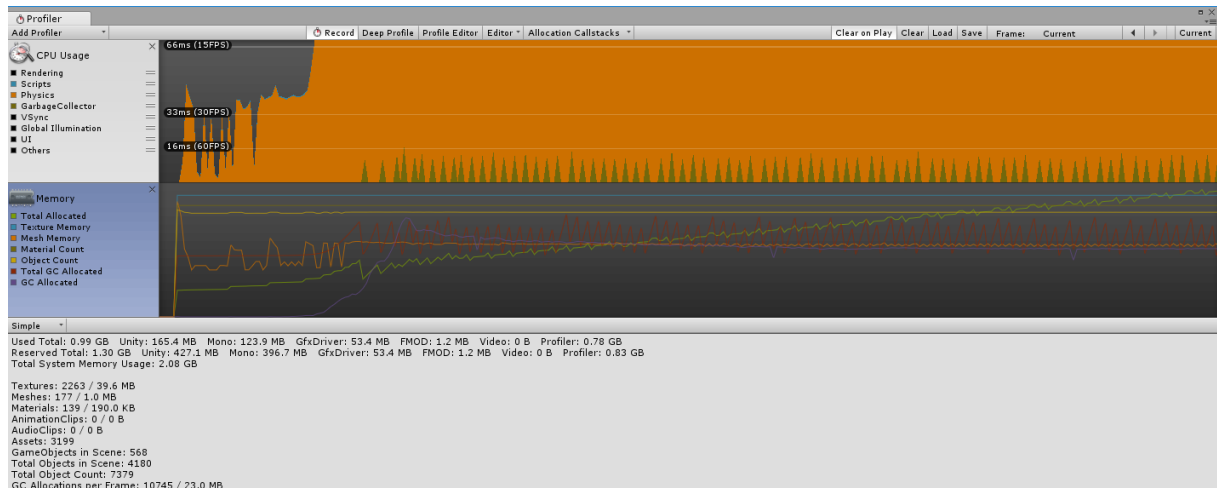 Profiler
Add Profiler
Record Deep Profile Profile Editor Editor Allocation Callstacks
Clear on Play Clear Load Save Frame: Current Current
CPU Usage
Rendering
Scripts
Physics
GarbageCollector
VSync
Global Illumination
UI
Others
66ms (15FPS)
33ms (30FPS)
16ms (60FPS)
Memory
Total Allocated
Texture Memory
Mesh Memory
Material Count
Object Count
Total GC Allocated
GC Allocated
Simple
Used Total: 0.99 GB Unity: 165.4 MB Mono: 123.9 MB GfxDriver: 53.4 MB FMOD: 1.2 MB Video: 0 B Profiler: 0.78 GB
Reserved Total: 1.30 GB Unity: 427.1 MB Mono: 396.7 MB GfxDriver: 53.4 MB FMOD: 1.2 MB Video: 0 B Profiler: 0.83 GB
Total System Memory Usage: 2.08 GB
Textures: 2263 / 39.6 MB
Meshes: 177 / 1.0 MB
Materials: 139 / 190.0 KB
AnimationClips: 0 / 0 B
AudioClips: 0 / 0 B
Assets: 3199
GameObjects in Scene: 568
Total Objects in Scene: 4180
Total Object Count: 7379
GC Allocations per Frame: 10745 / 23.0 MB